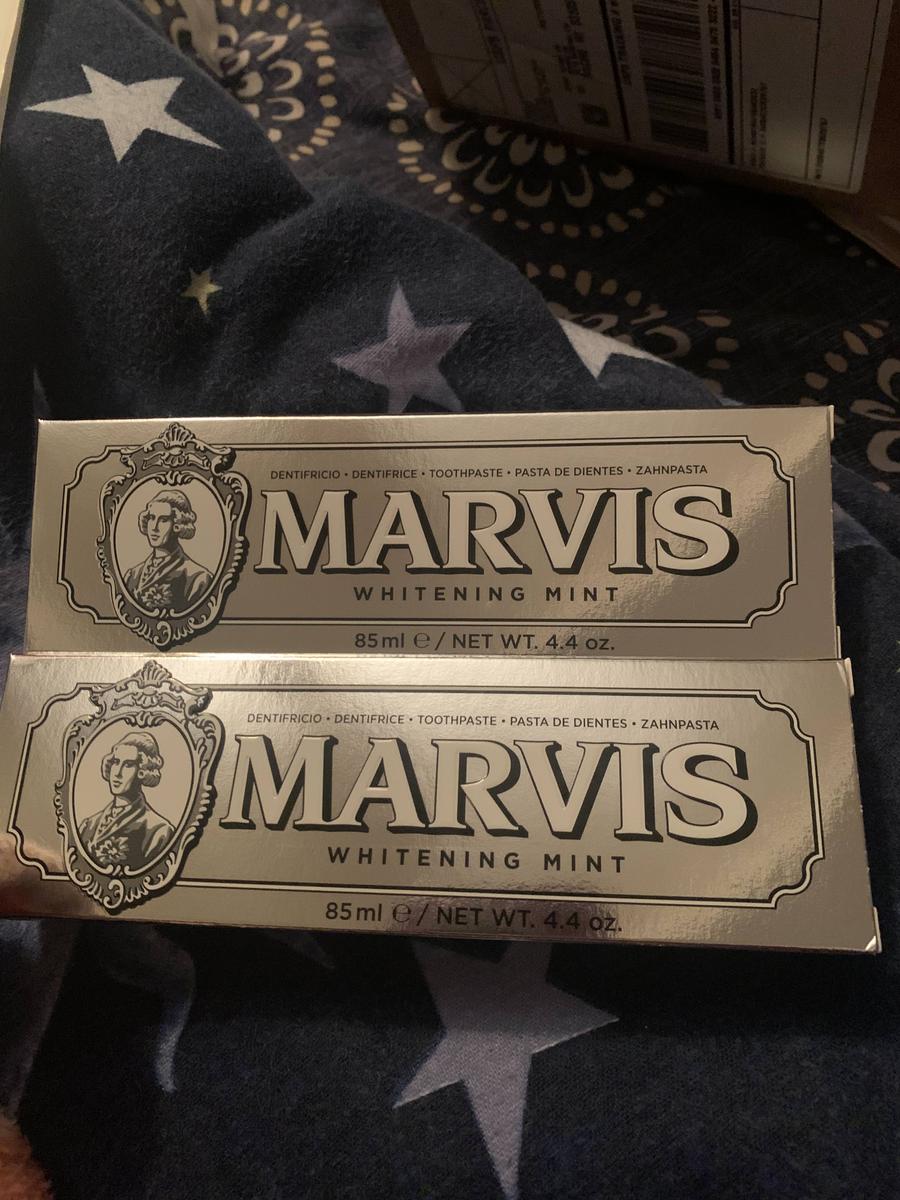 DENTIFRICIO • DENTIFRICE • TOOTHPASTE • PASTA DE DIENTES • ZAHNPASTA
MARVIS
WHITENING MINT
85ml ℮ / NET WT. 4.4 oz.
DENTIFRICIO • DENTIFRICE • TOOTHPASTE • PASTA DE DIENTES • ZAHNPASTA
MARVIS
WHITENING MINT
85ml ℮ / NET WT. 4.4 oz.